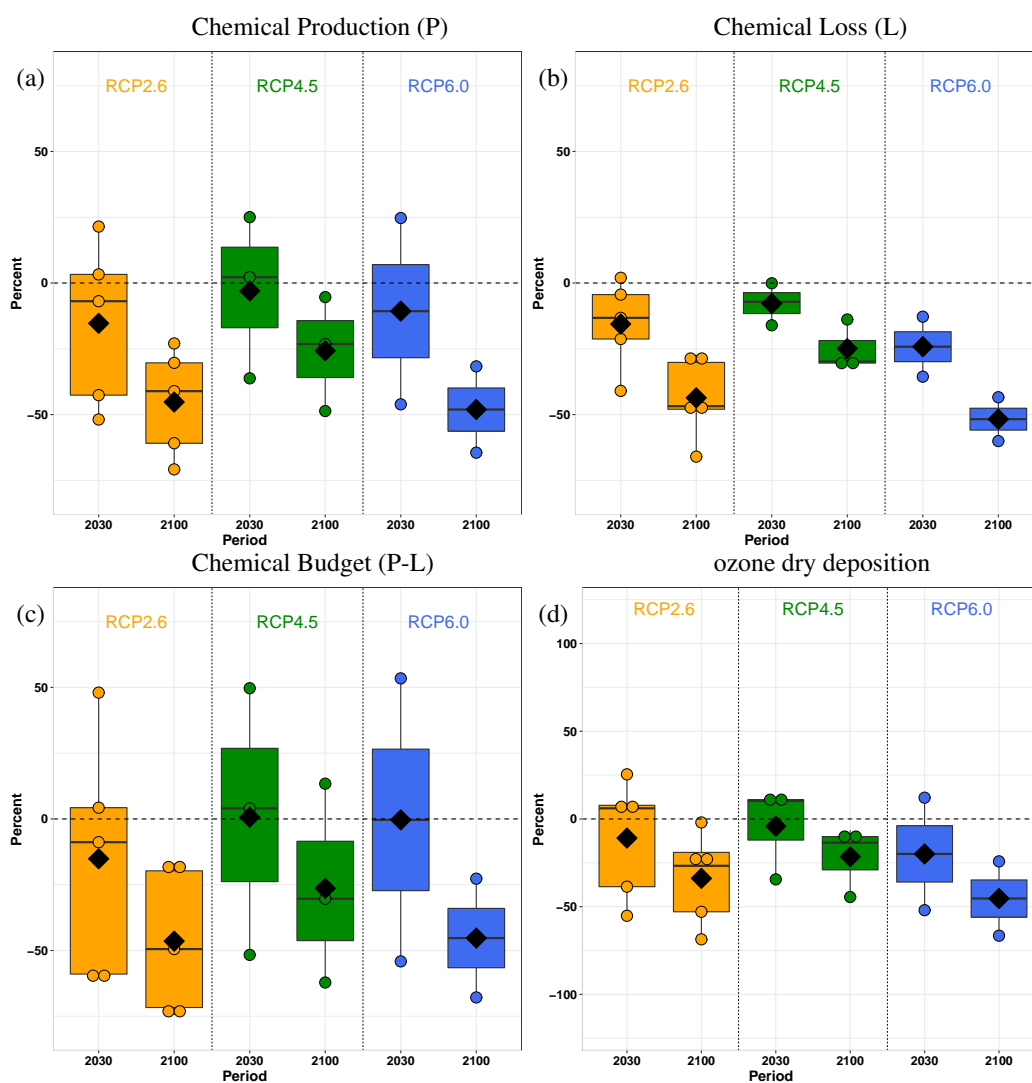 Chemical Production (P)
(a)
RCP2.6
RCP4.5
RCP6.0
Percent
50
0
−50
2030
2100
2030
2100
2030
2100
Period
Chemical Loss (L)
(b)
RCP2.6
RCP4.5
RCP6.0
Percent
50
0
−50
2030
2100
2030
2100
2030
2100
Period
Chemical Budget (P-L)
(c)
RCP2.6
RCP4.5
RCP6.0
Percent
50
0
−50
2030
2100
2030
2100
2030
2100
Period
ozone dry deposition
(d)
RCP2.6
RCP4.5
RCP6.0
Percent
100
50
0
−50
−100
2030
2100
2030
2100
2030
2100
Period